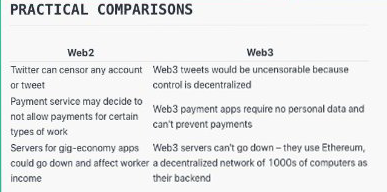 PRACTICAL COMPARISONS
Web2 Web3
Twitter can censor any account Web3 tweets would be uncensorable because
or tweet control is decentralized
Payment service may decide to
not allow payments for certain
types of work
Web3 payment apps require no personal data and
can't prevent payments
Servers for gig-economy apps
could go down and affect worker
income
Web3 servers can't go down – they use Ethereum,
a decentralized network of 1000s of computers as
their backend